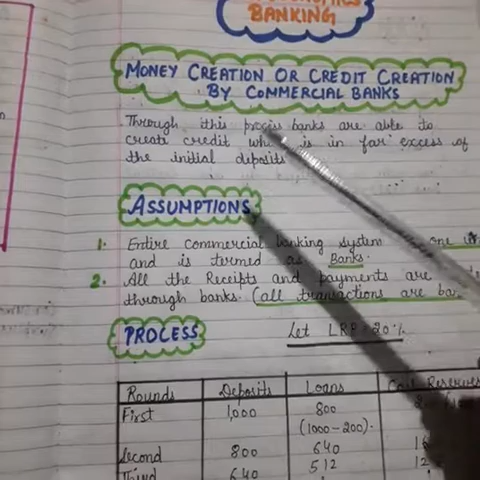 BANKING
MONEY CREATION OR CREDIT CREATION
BY COMMERCIAL BANKS
Through this banks are able to
create credit is in far excess of
the initial deposits
ASSUMPTIONS
1. Entire commercial banking system one
and is termed as Banks.
2. All the Receipts and payments are
through banks. (all transactions are
PROCESS Let LRR 20%
Rounds Deposits Loans Reserves
First 1,000 800
(1000-200).
Second 800 640
Third 640 512